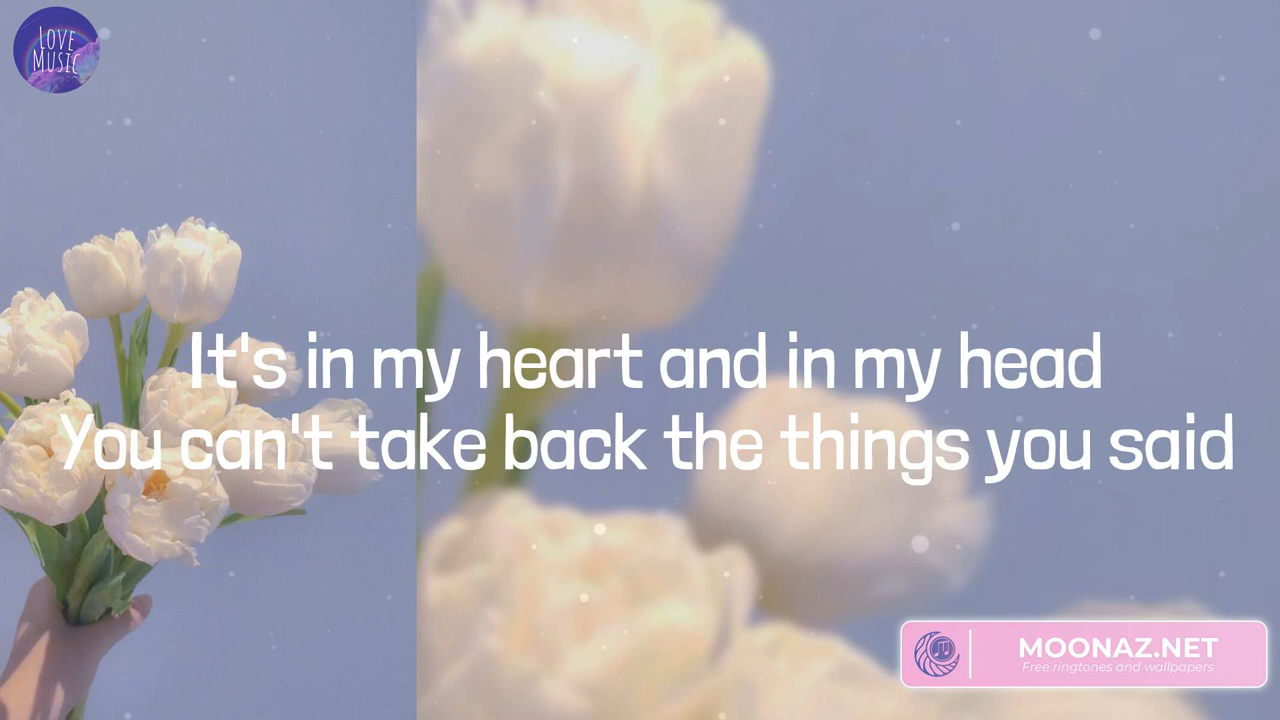 LOVE
MUSIC
It's in my heart and in my head
You can't take back the things you said
MOONAZ.NET
Free ringtones and wallpapers